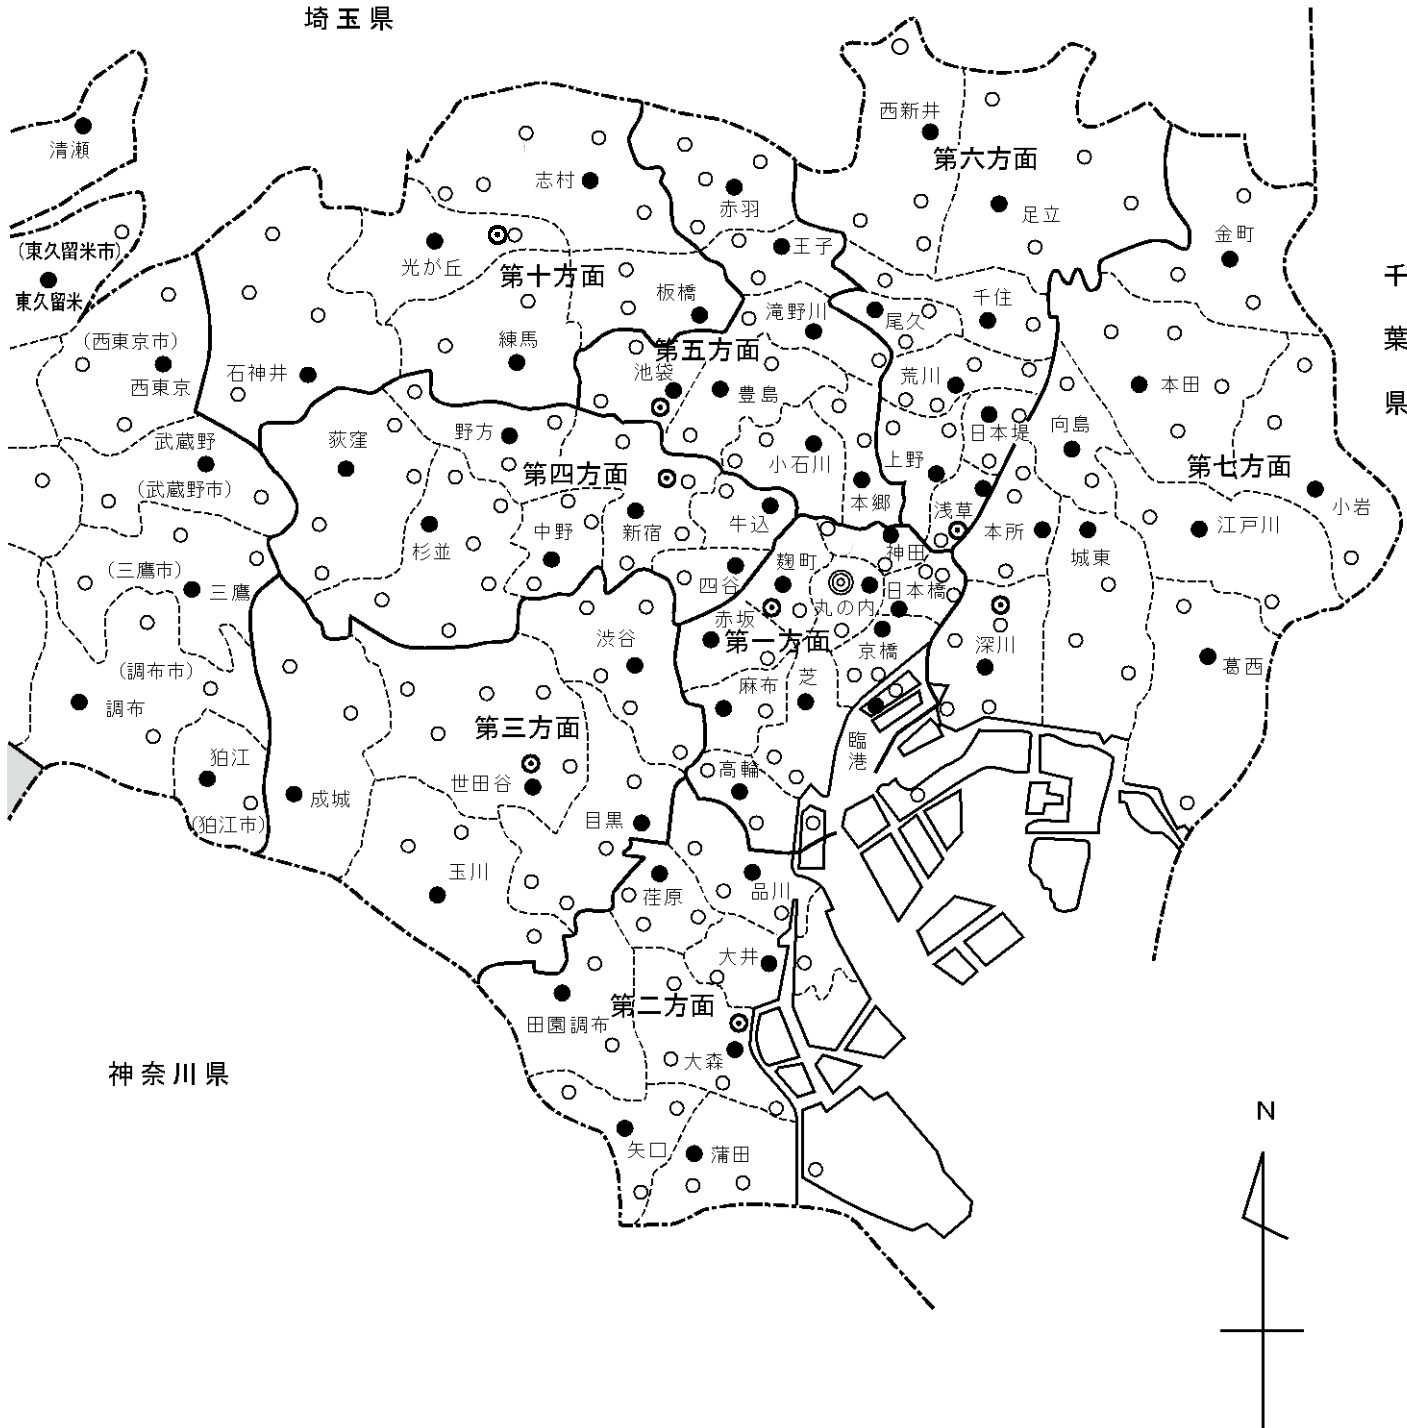 埼玉県
清瀬
西新井
第六方面
志村
赤羽
足立
王子
金町
(東久留米市)
東久留米
光が丘
第十方面
千葉県
板橋
滝野川
尾久
千住
(西東京市)
西東京
練馬
第五方面
石神井
池袋
豊島
荒川
本田
日本堤
向島
武蔵野
(武蔵野市)
荻窪
野方
第四方面
小石川
上野
第七方面
本郷
小岩
杉並
中野
新宿
牛込
浅草
本所
城東
江戸川
神田
(三鷹市)
三鷹
四谷
麹町
丸の内
日本橋
赤坂
第一方面
渋谷
京橋
深川
葛西
(調布市)
調布
麻布
芝
第三方面
臨港
狛江
(狛江市)
成城
世田谷
高輪
目黒
玉川
荏原
品川
大井
第二方面
田園調布
大森
神奈川県
矢口
蒲田
N